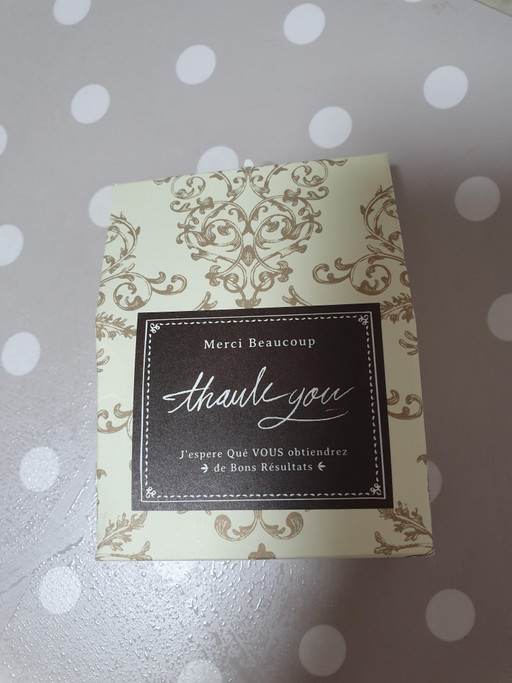 Merci Beaucoup
thank you
J'espere Qué VOUS obtiendrez
de Bons Résultats